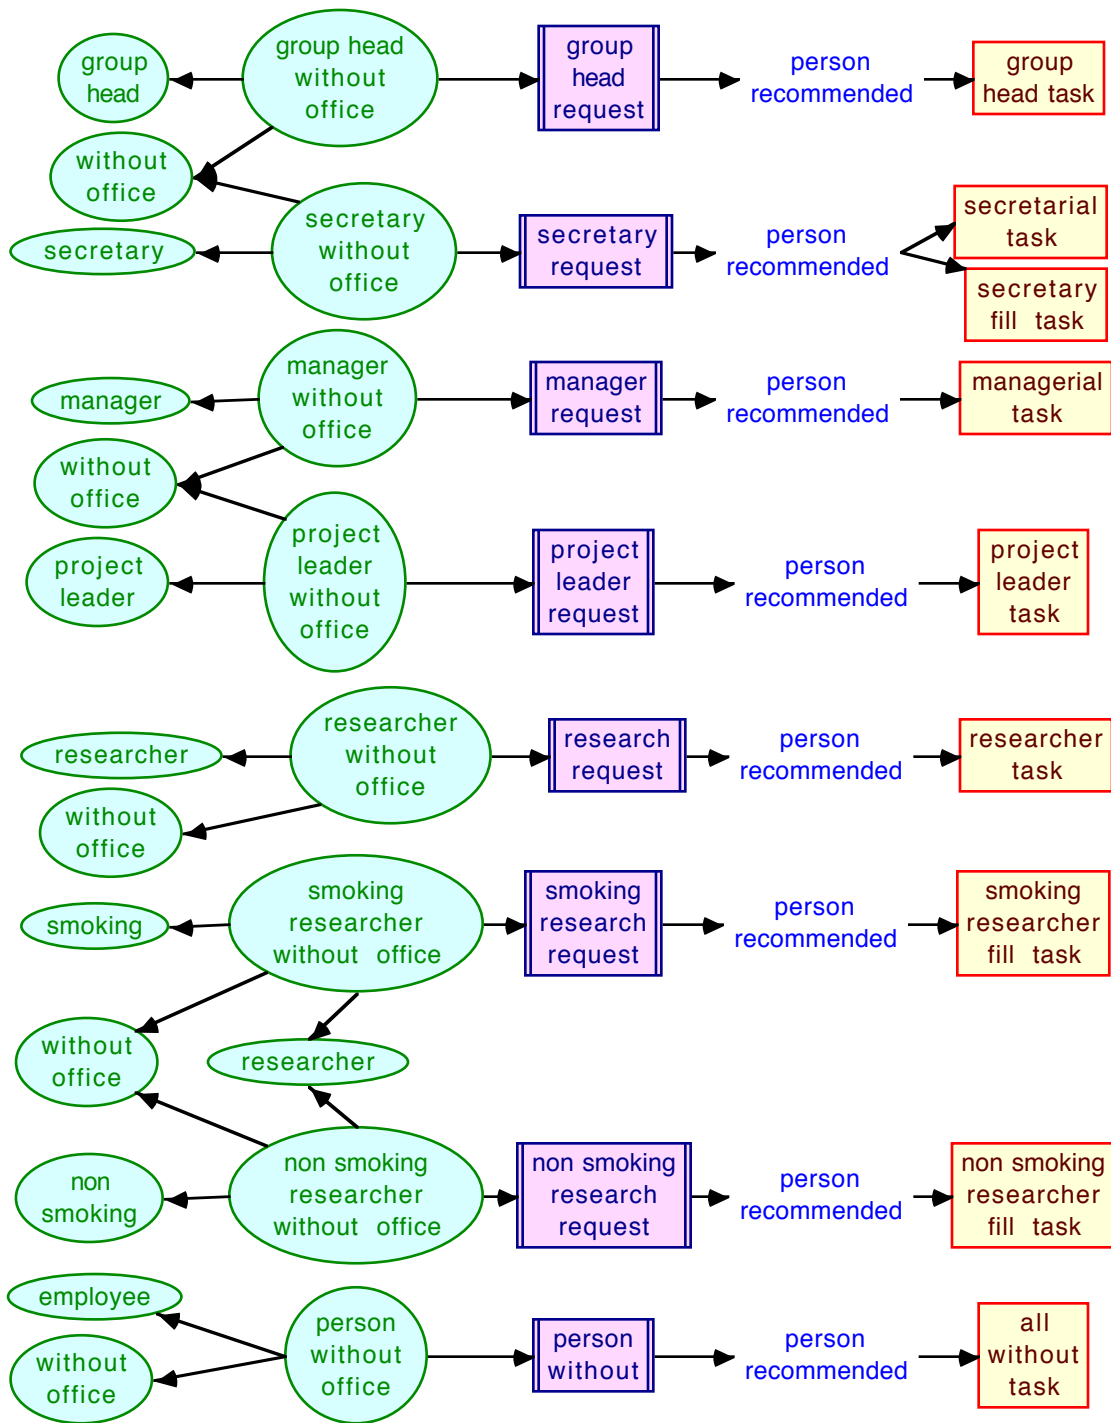 group
head
group head
without
office
group
head
request
person
recommended
group
head task
without
office
secretary
secretary
without
office
secretary
request
person
recommended
secretarial
task
secretary
fill task
manager
manager
without
office
manager
request
person
recommended
managerial
task
without
office
project
leader
project
leader
without
office
project
leader
request
person
recommended
project
leader
task
researcher
researcher
without
office
research
request
person
recommended
researcher
task
without
office
smoking
smoking
researcher
without office
smoking
research
request
person
recommended
smoking
researcher
fill task
without
office
researcher
non
smoking
non smoking
researcher
without office
non smoking
research
request
person
recommended
non smoking
researcher
fill task
employee
without
office
person
without
office
person
without
person
recommended
all
without
task